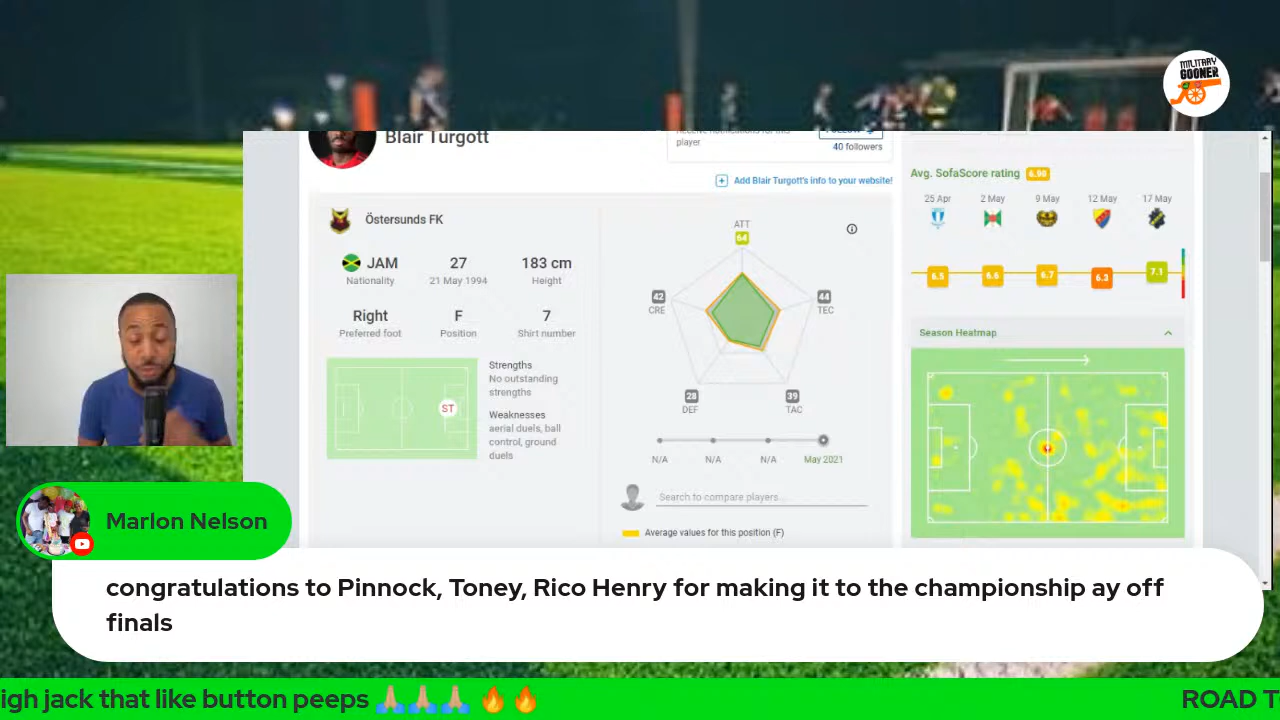 MILITARY
GOONER
Blair Turgott
Receive notifications for this
player
FOLLOW
40 followers
Add Blair Turgott's info to your website!
Östersunds FK
JAM
27
183 cm
Nationality
21 May 1994
Height
Right
F
7
Preferred foot
Position
Shirt number
ST
Strengths
No outstanding
strengths
Weaknesses
aerial duels, ball
control, ground
duels
ATT
64
42
CRE
44
TEC
28
DEF
39
TAC
N/A
N/A
N/A
May 2021
Search to compare players...
Average values for this position (F)
Avg. SofaScore rating 6.90
25 Apr
2 May
9 May
12 May
17 May
6.5
6.6
6.7
6.3
7.1
Season Heatmap
Marlon Nelson
congratulations to Pinnock, Toney, Rico Henry for making it to the championship ay off
finals
igh jack that like button peeps 🙏🏼🙏🏼🙏🏼 🔥🔥
ROAD T